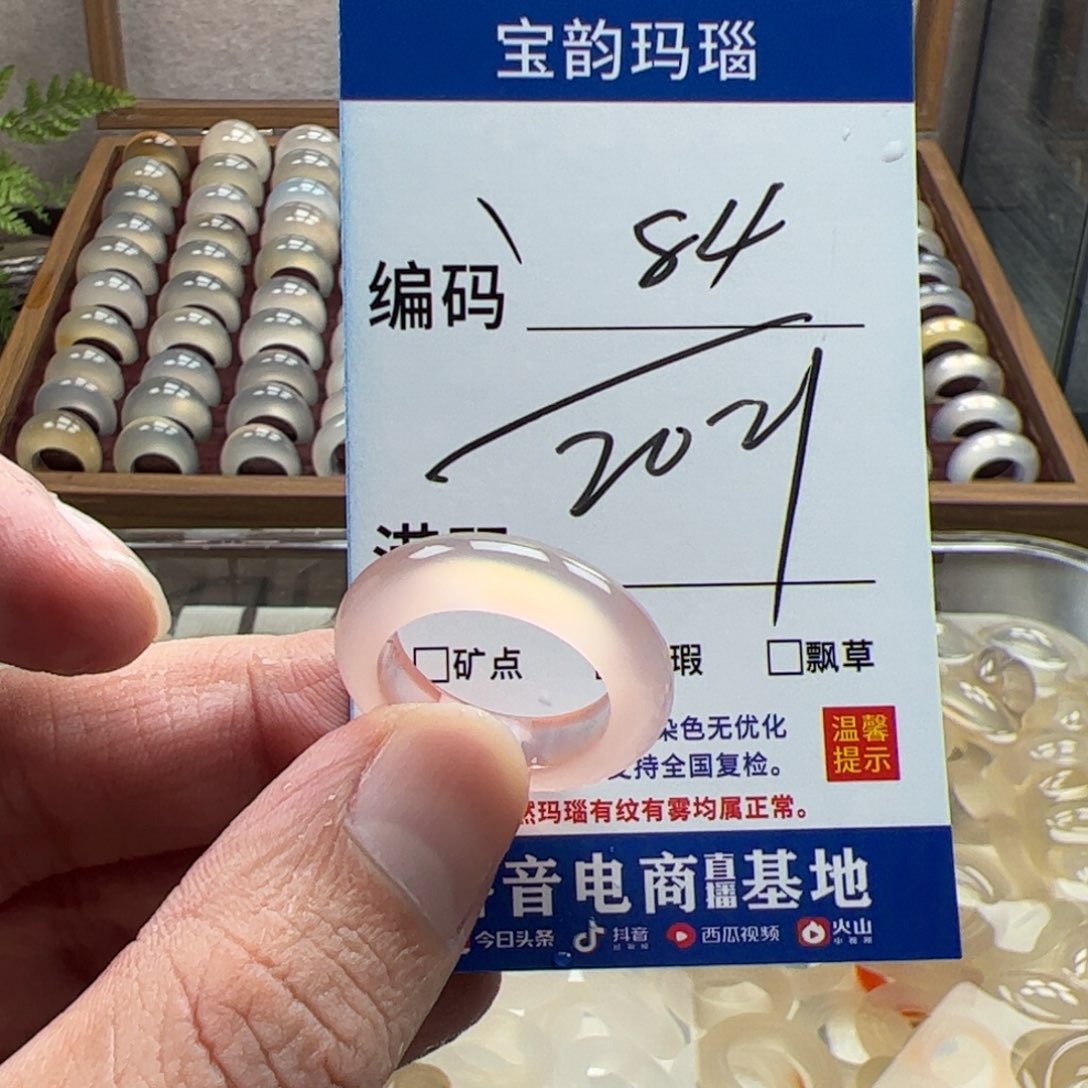 宝韵玛瑙
编码 84
□矿点 瑕 □飘草
染色无优化
支持全国复检。
温馨
提示
然玛瑙有纹有雾均属正常。
音电商直播基地
今日头条 抖音 西瓜视频 火山
小视频